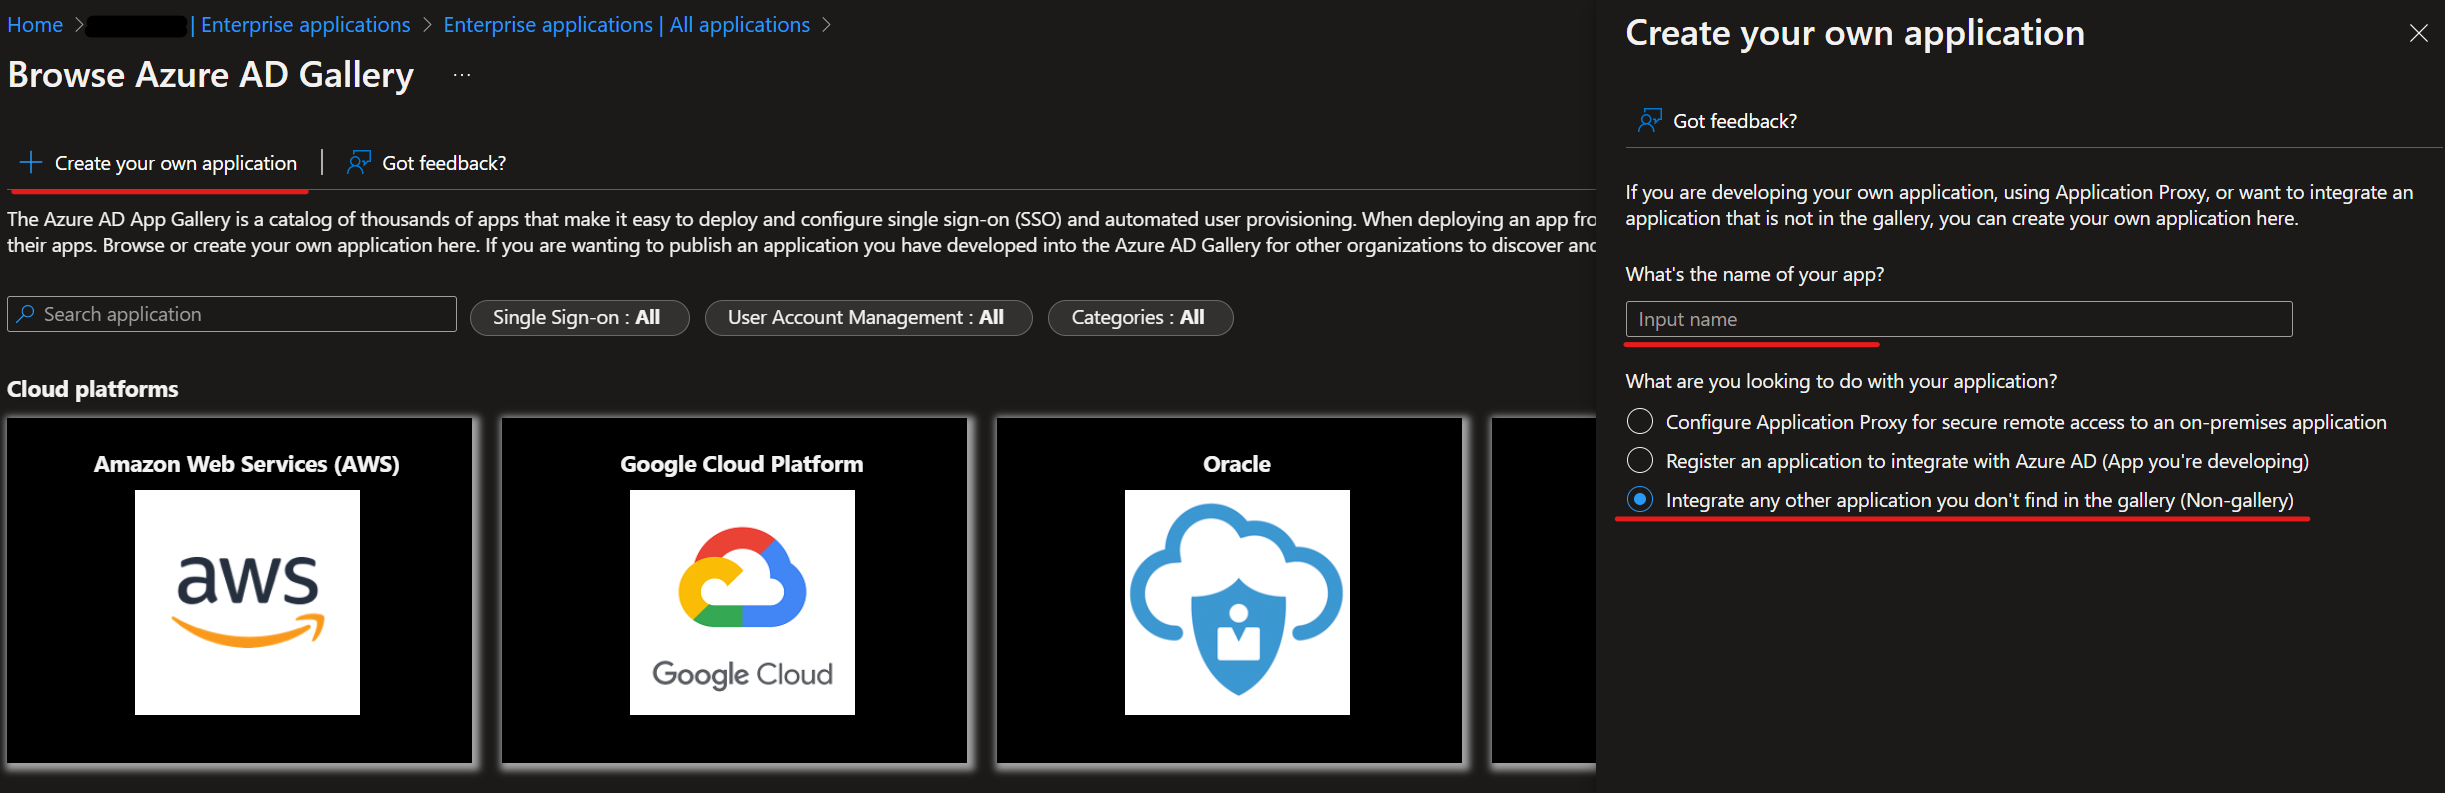 Home > | Enterprise applications > Enterprise applications | All applications >
Browse Azure AD Gallery ...
+ Create your own application | Got feedback?
The Azure AD App Gallery is a catalog of thousands of apps that make it easy to deploy and configure single sign-on (SSO) and automated user provisioning. When deploying an app fro
their apps. Browse or create your own application here. If you are wanting to publish an application you have developed into the Azure AD Gallery for other organizations to discover and
Search application
Single Sign-on : All
User Account Management : All
Categories : All
Cloud platforms
Amazon Web Services (AWS)
aws
Google Cloud Platform
Google Cloud
Oracle
Create your own application
Got feedback?
If you are developing your own application, using Application Proxy, or want to integrate an
application that is not in the gallery, you can create your own application here.
What's the name of your app?
Input name
What are you looking to do with your application?
Configure Application Proxy for secure remote access to an on-premises application
Register an application to integrate with Azure AD (App you're developing)
Integrate any other application you don't find in the gallery (Non-gallery)